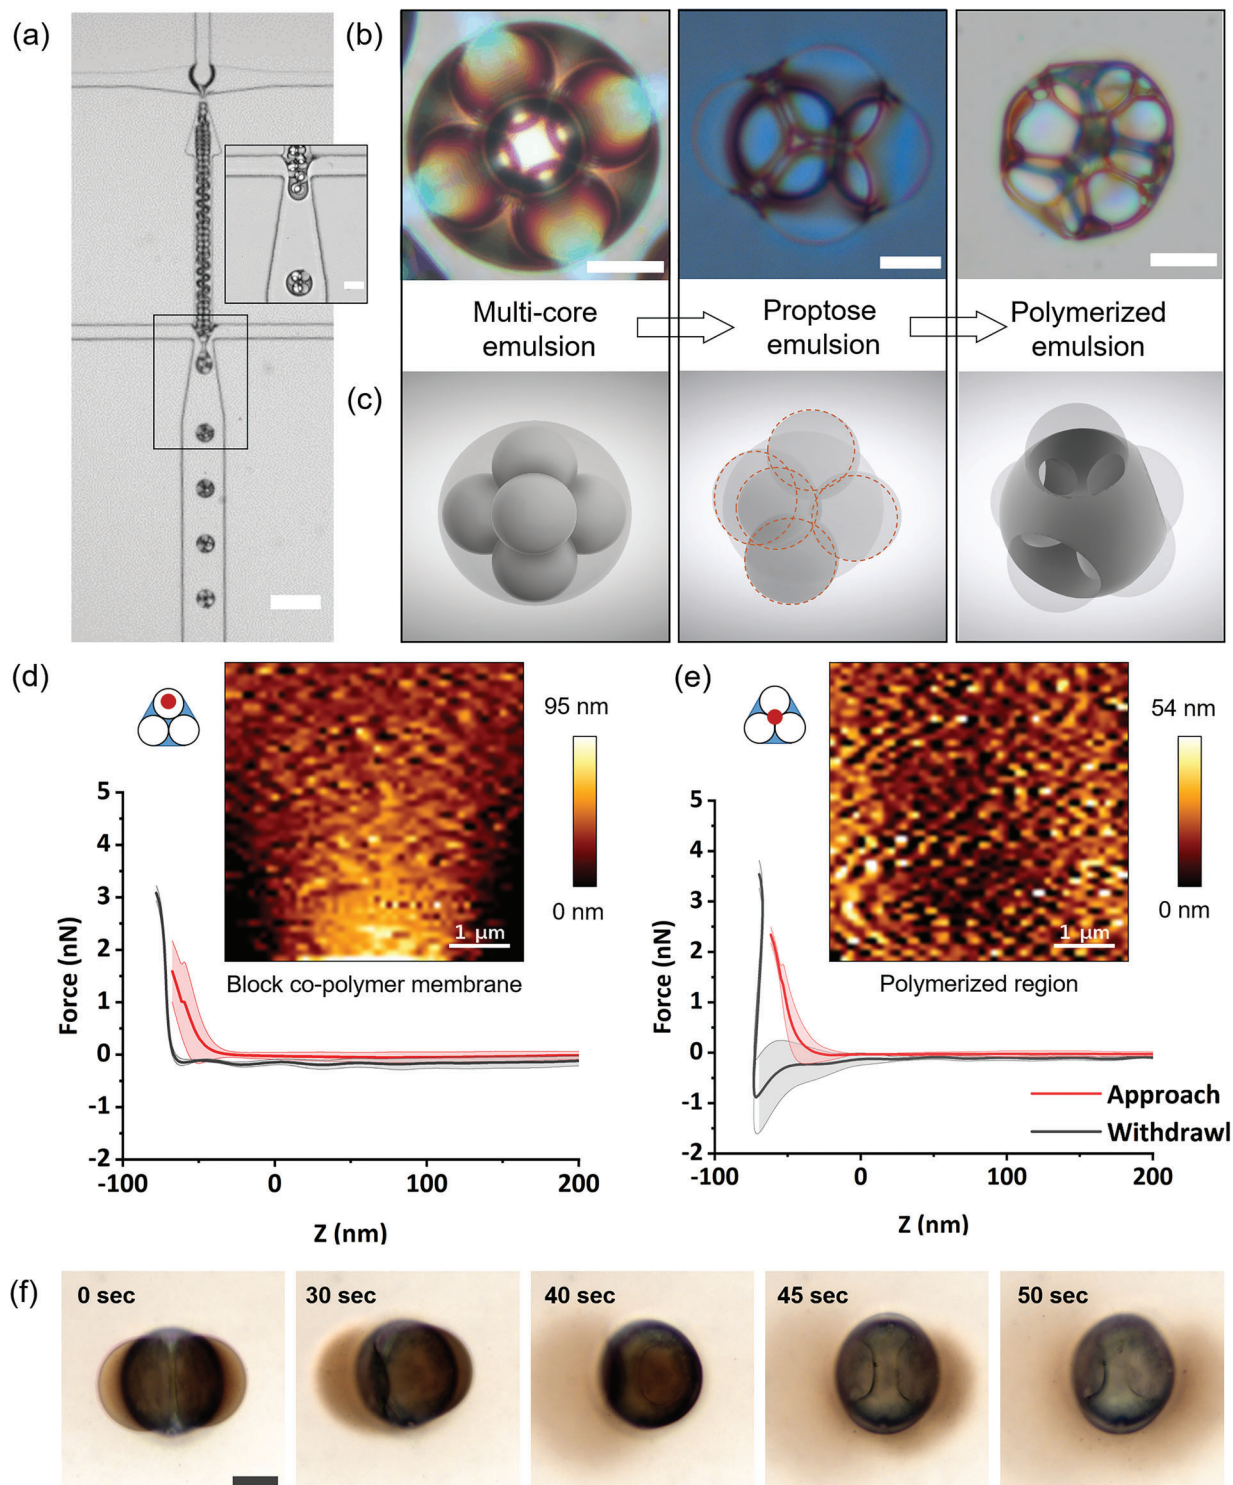 (a)
(b)
Multi-core
emulsion
Proptose
emulsion
Polymerized
emulsion
(c)
(d)
95 nm
0 nm
1 μm
Block co-polymer membrane
5
4
3
2
1
0
-1
-2
Force (nN)
-100
0
100
200
Z (nm)
(e)
54 nm
0 nm
1 μm
Polymerized region
5
4
3
2
1
0
-1
-2
Force (nN)
Approach
Withdrawl
-100
0
100
200
Z (nm)
(f)
0 sec
30 sec
40 sec
45 sec
50 sec